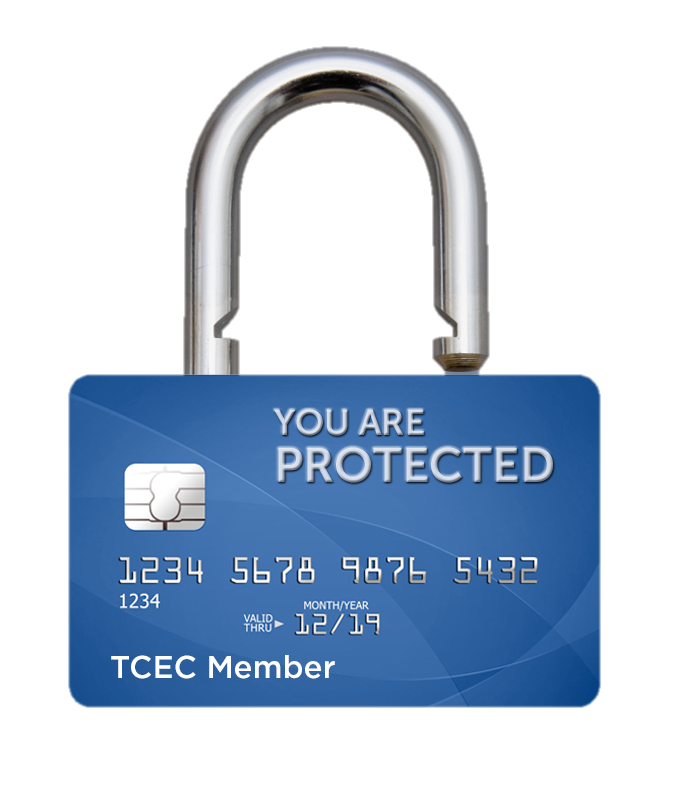 YOU ARE
PROTECTED
1234 5678 9876 5432
1234
MONTH/YEAR
VALID
THRU
12/19
TCEC Member